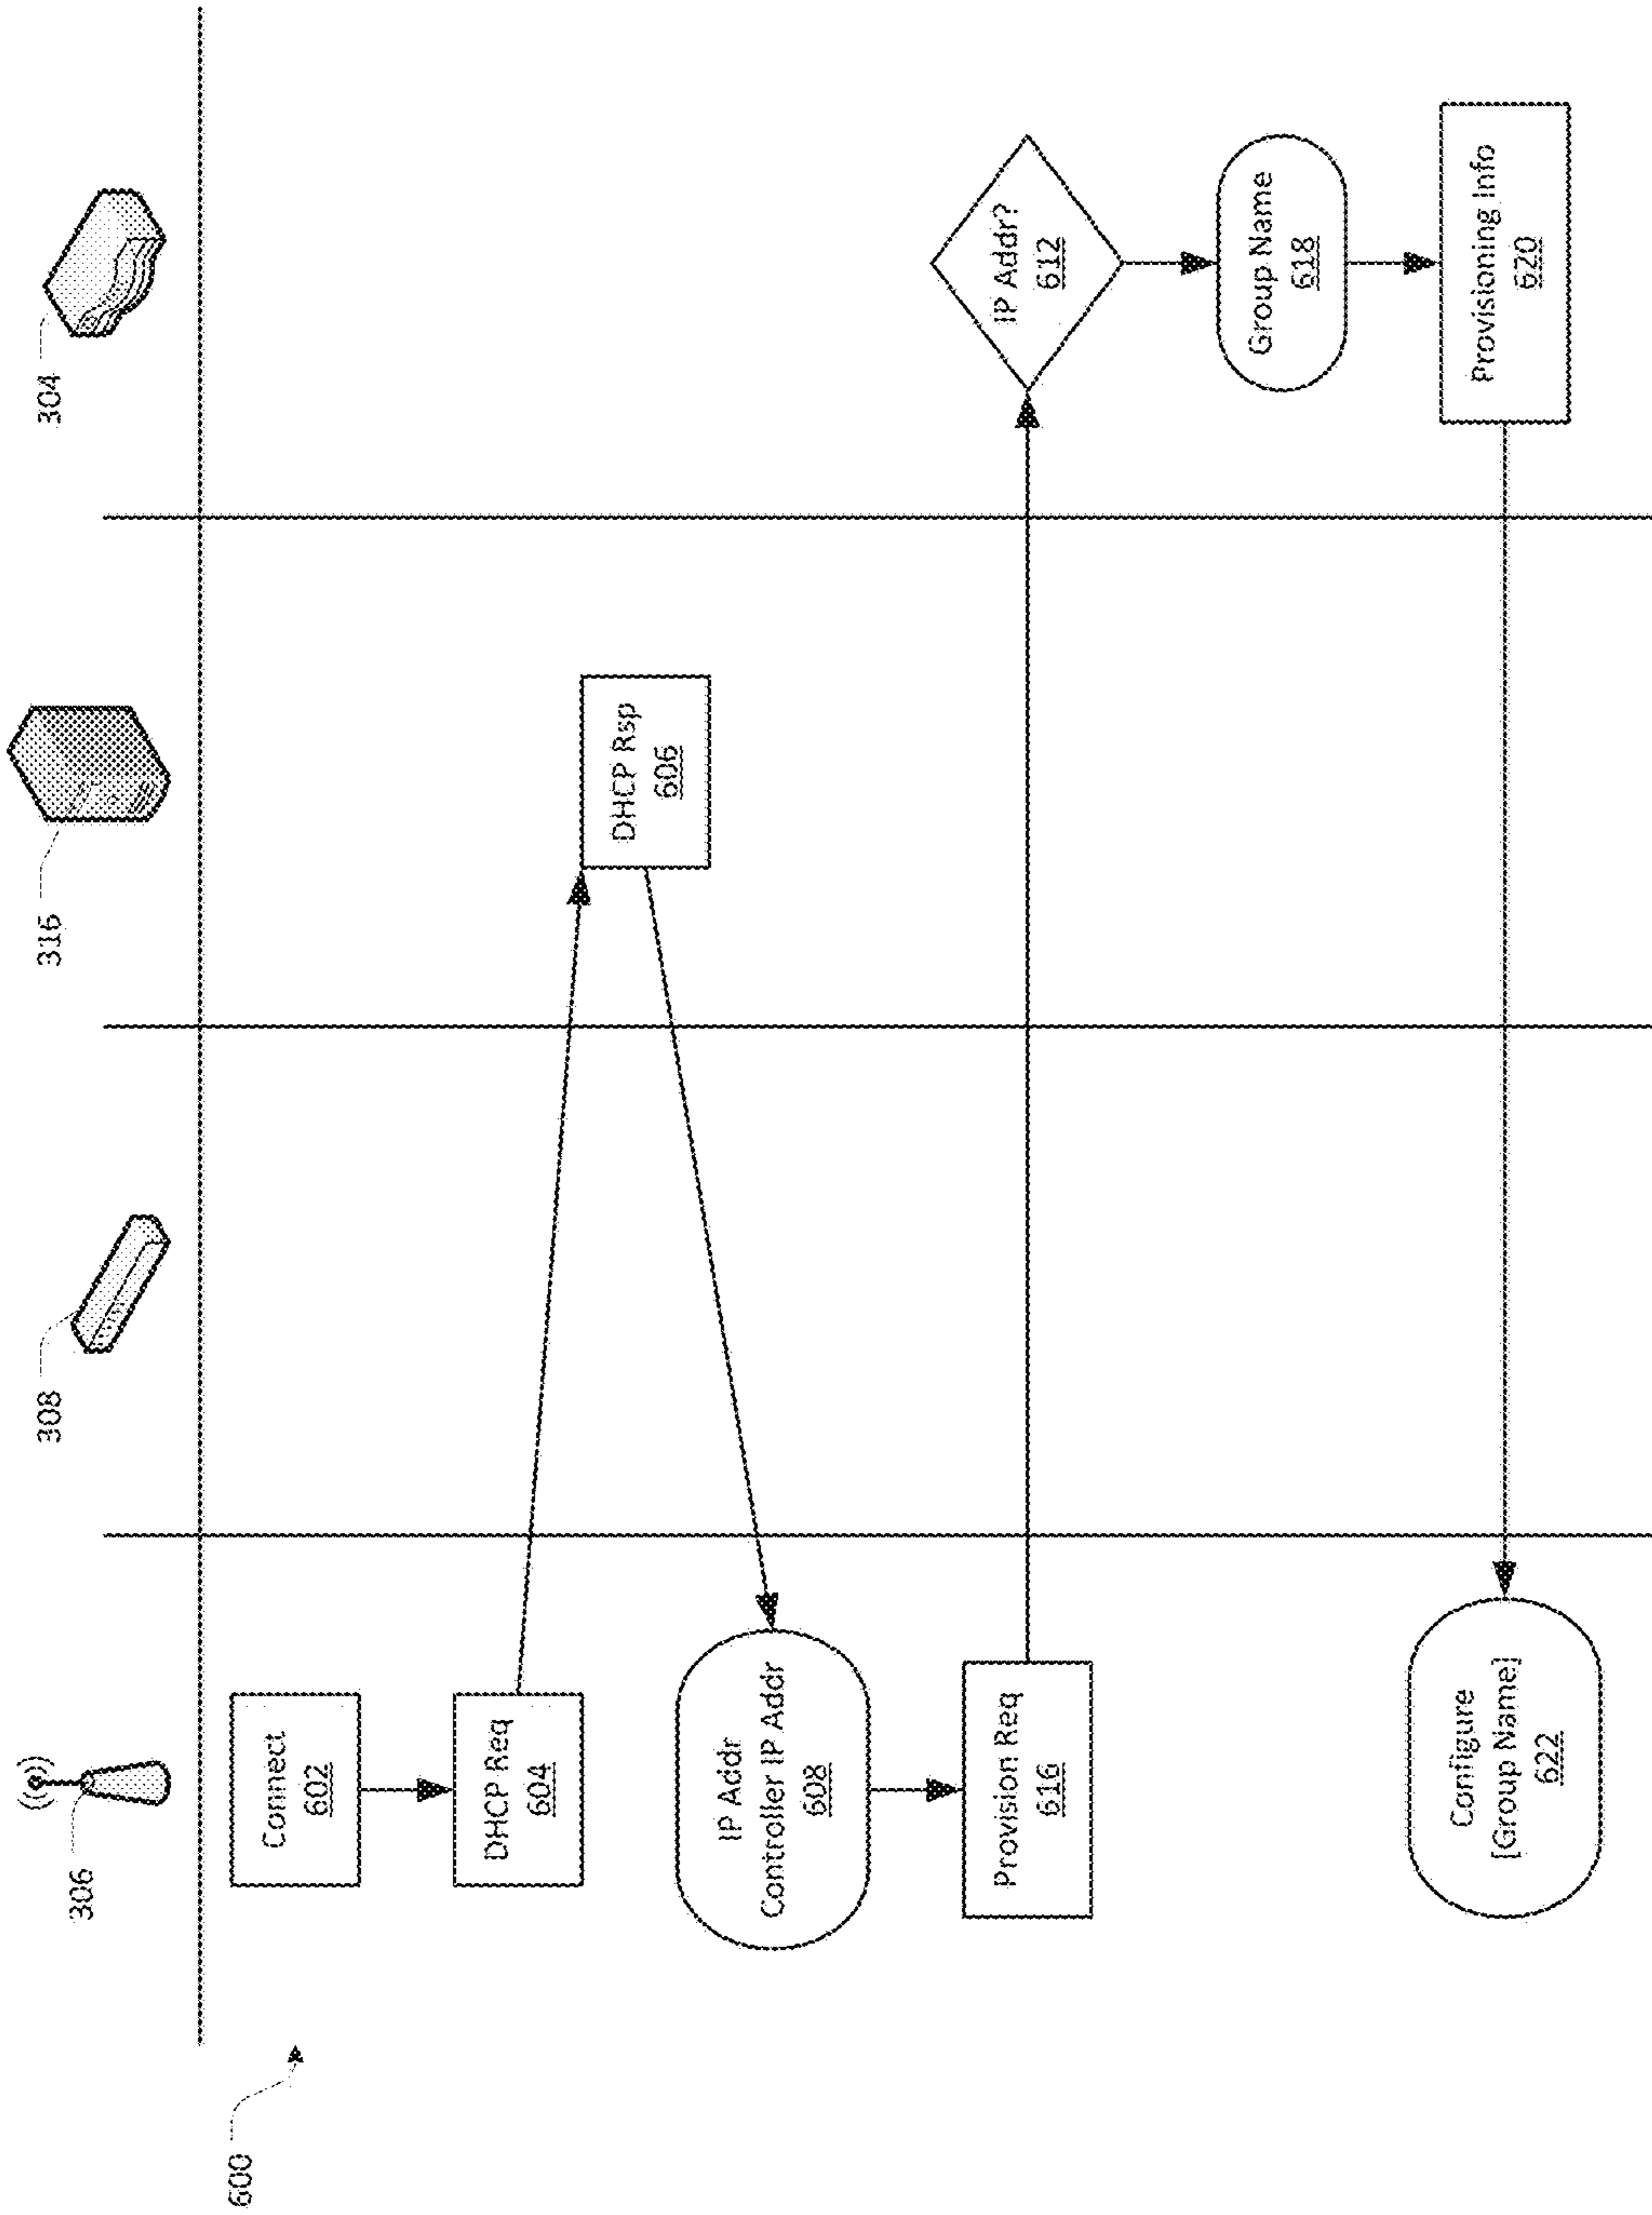 306
308
316
304
600
Connect
602
DHCP Req
604
DHCP Rsp
606
IP Addr
Controller IP Addr
608
Provision Req
616
IP Addr?
612
Group Name
618
Provisioning Info
620
Configure
[Group Name]
622